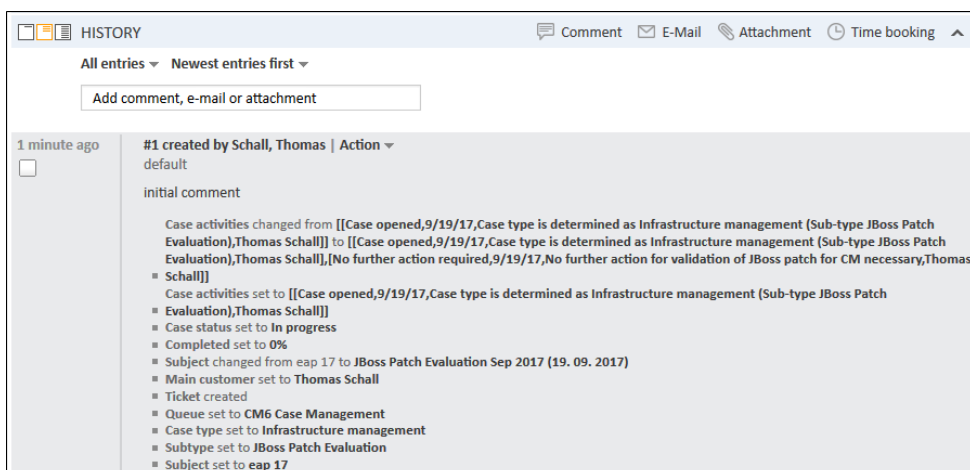 HISTORY Comment E-Mail Attachment Time booking
All entries Newest entries first
Add comment, e-mail or attachment
1 minute ago #1 created by Schall, Thomas | Action
default
initial comment
Case activities changed from [[Case opened,9/19/17,Case type is determined as Infrastructure management (Sub-type JBoss Patch
Evaluation),Thomas Schall]] to [[Case opened,9/19/17,Case type is determined as Infrastructure management (Sub-type JBoss Patch
Evaluation),Thomas Schall],[No further action required,9/19/17,No further action for validation of JBoss patch for CM necessary,Thomas
Schall]]
Case activities set to [[Case opened,9/19/17,Case type is determined as Infrastructure management (Sub-type JBoss Patch
Evaluation),Thomas Schall]]
Case status set to In progress
Completed set to 0%
Subject changed from eap 17 to JBoss Patch Evaluation Sep 2017 (19. 09. 2017)
Main customer set to Thomas Schall
Ticket created
Queue set to CM6 Case Management
Case type set to Infrastructure management
Subtype set to JBoss Patch Evaluation
Subject set to eap 17